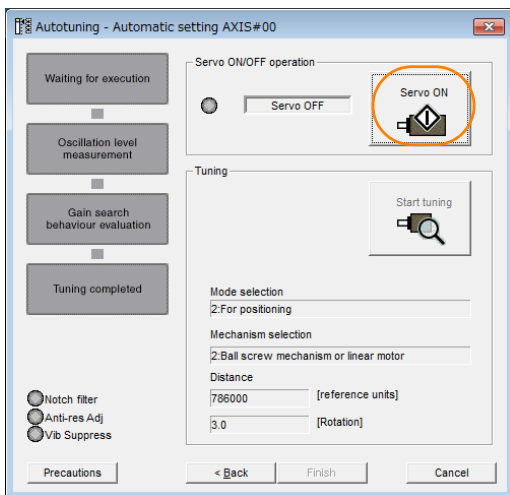 Autotuning - Automatic setting AXIS#00
Waiting for execution
Oscillation level
measurement
Gain search
behaviour evaluation
Tuning completed
Notch filter
Anti-res Adj
Vib Suppress
Servo ON/OFF operation
Servo OFF
Servo ON
Tuning
Start tuning
Mode selection
2:For positioning
Mechanism selection
2:Ball screw mechanism or linear motor
Distance
786000 [reference units]
3.0 [Rotation]
Precautions
< Back
Finish
Cancel